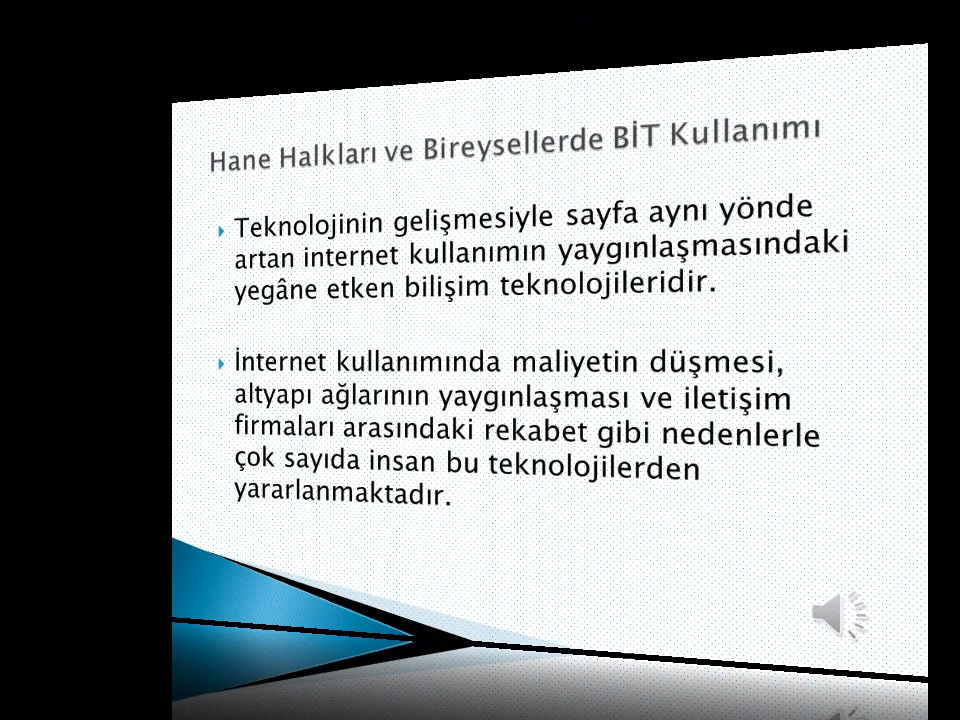 Hane Halkları ve Bireysellerde BİT Kullanımı
Teknolojinin gelişmesiyle sayfa aynı yönde
artan internet kullanımın yaygınlaşmasındaki
yegâne etken bilişim teknolojileridir.
İnternet kullanımında maliyetin düşmesi,
altyapı ağlarının yaygınlaşması ve iletişim
firmaları arasındaki rekabet gibi nedenlerle
çok sayıda insan bu teknolojilerden
yararlanmaktadır.